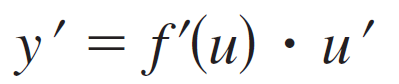 y′ = f′(u) · u′